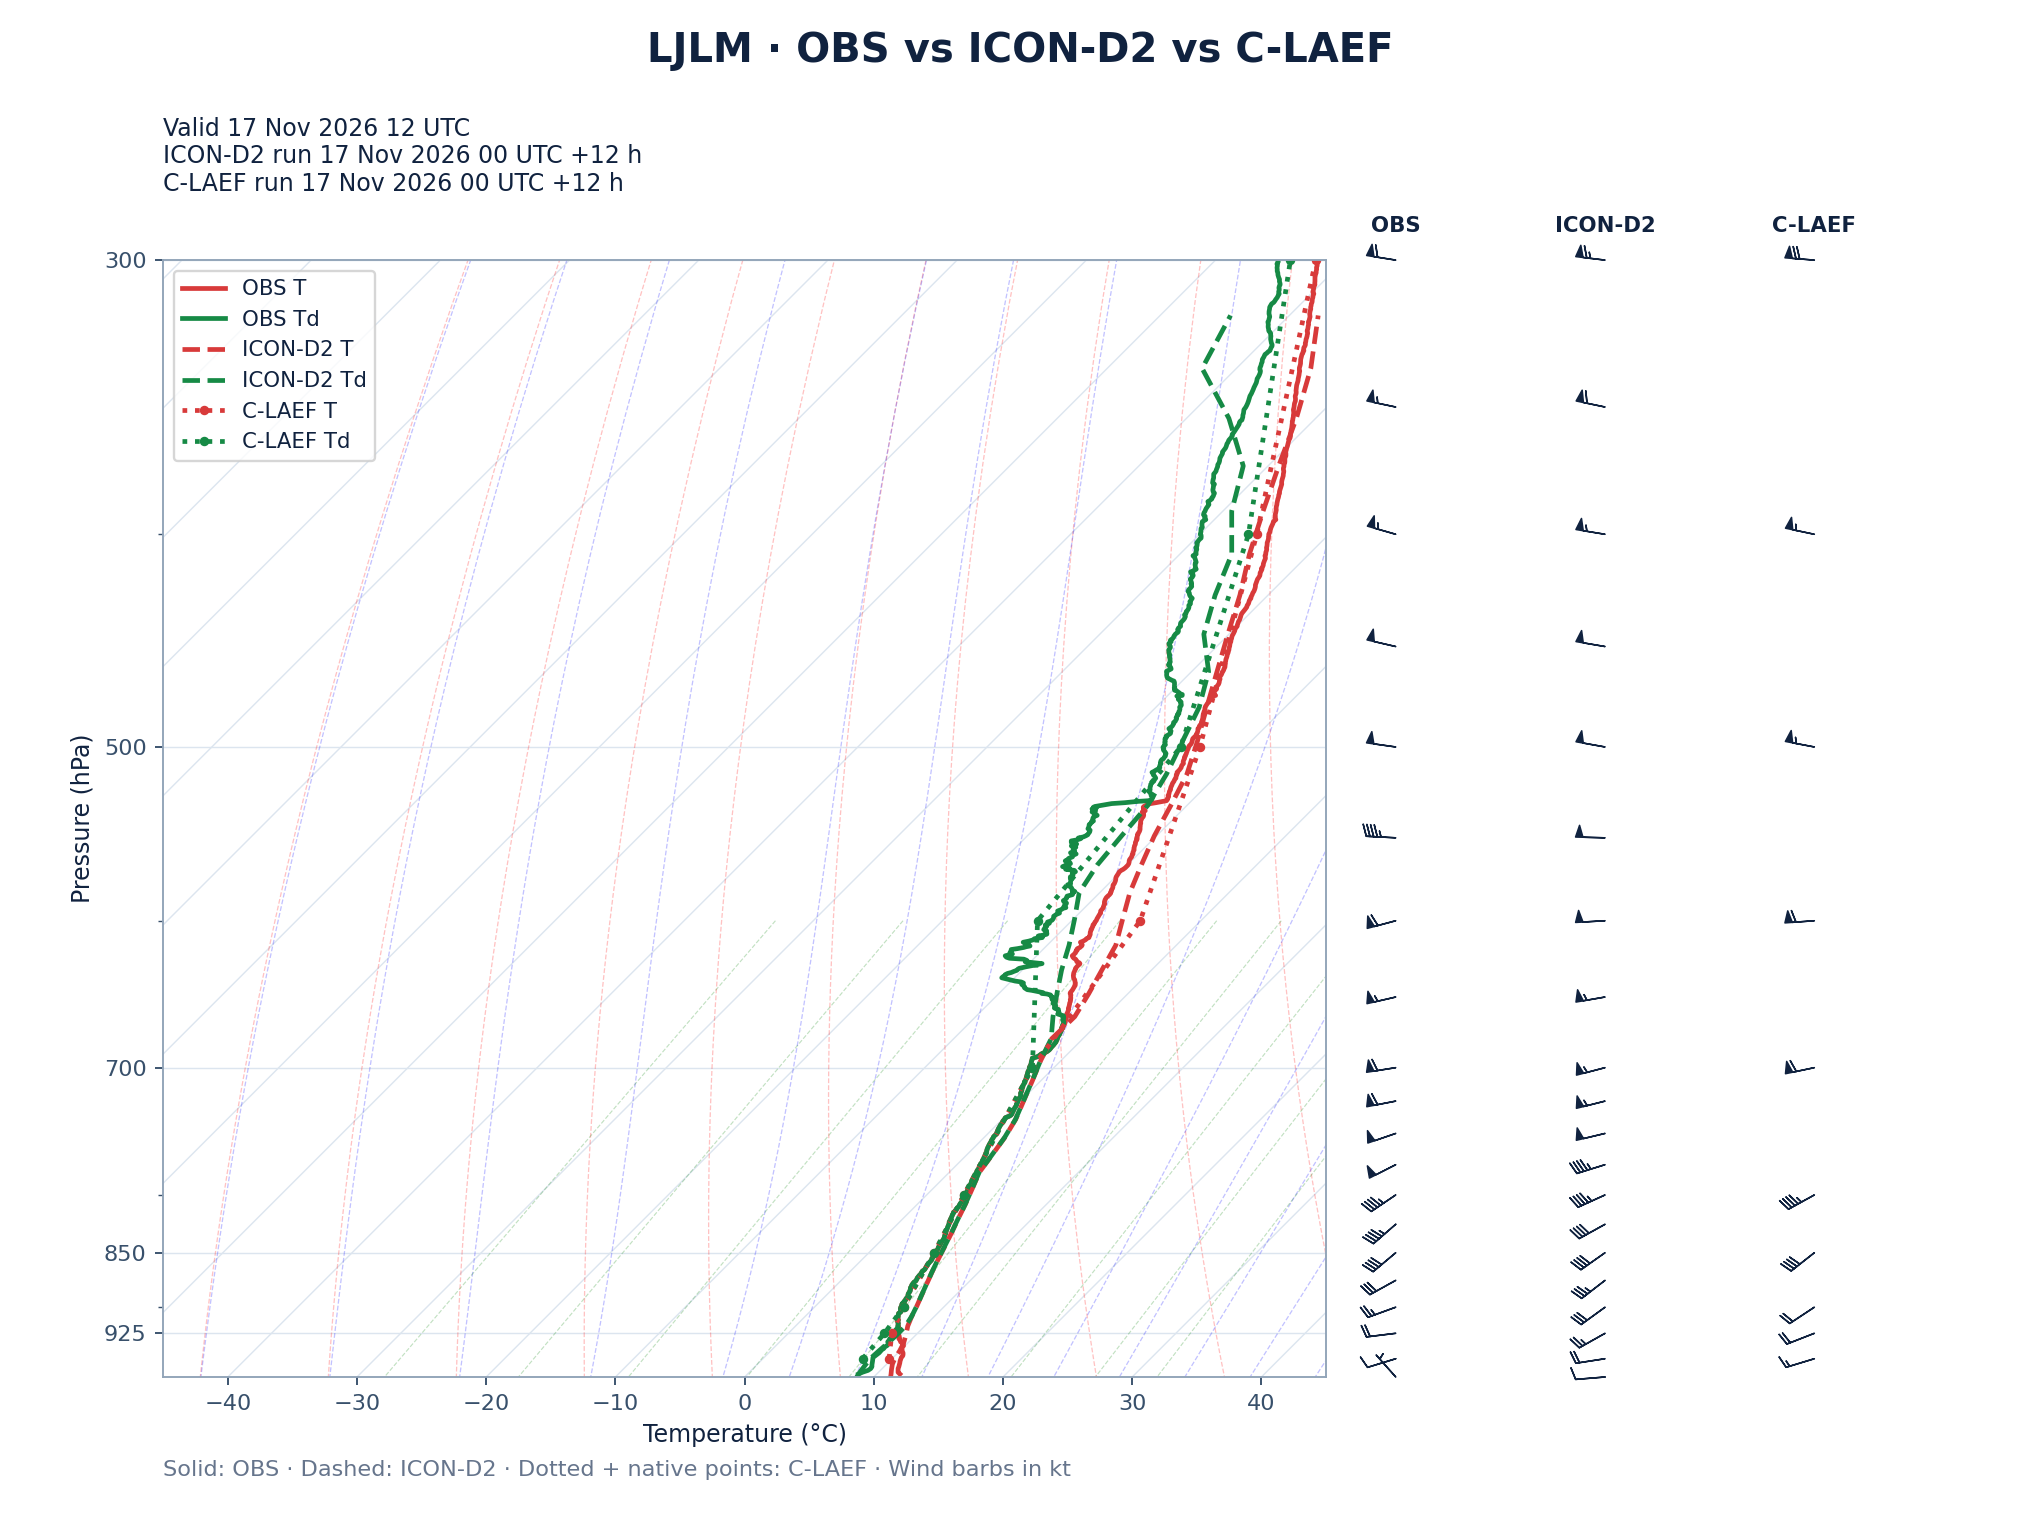 LJLM · OBS vs ICON-D2 vs C-LAEF
Valid 17 Nov 2026 12 UTC
ICON-D2 run 17 Nov 2026 00 UTC +12 h
C-LAEF run 17 Nov 2026 00 UTC +12 h
OBS ICON-D2 C-LAEF
OBS T
OBS Td
ICON-D2 T
ICON-D2 Td
C-LAEF T
C-LAEF Td
300
500
700
850
925
Pressure (hPa)
−40 −30 −20 −10 0 10 20 30 40
Temperature (°C)
Solid: OBS · Dashed: ICON-D2 · Dotted + native points: C-LAEF · Wind barbs in kt